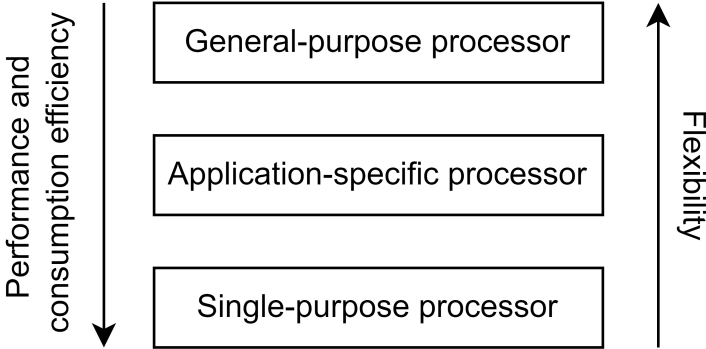 Performance and
consumption efficiency
General-purpose processor
Application-specific processor
Single-purpose processor
Flexibility